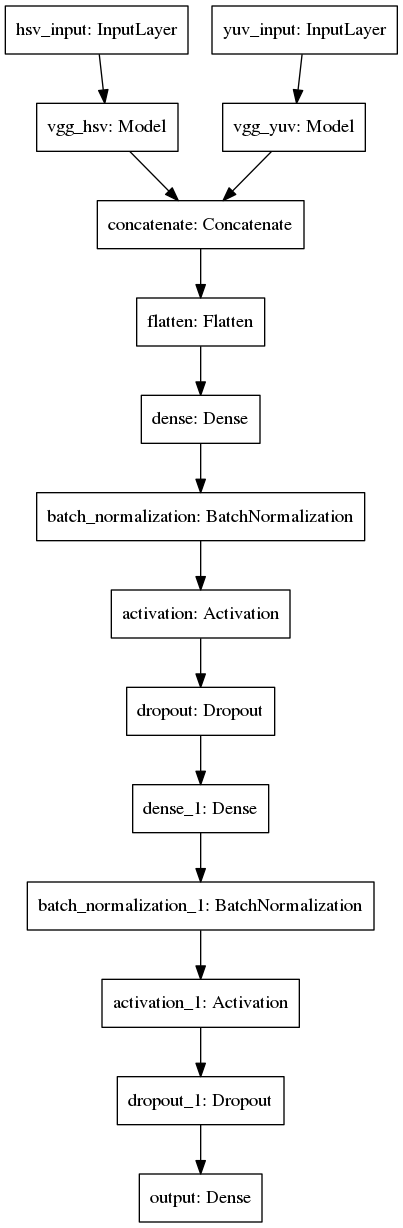 hsv_input: InputLayer
yuv_input: InputLayer
vgg_hsv: Model
vgg_yuv: Model
concatenate: Concatenate
flatten: Flatten
dense: Dense
batch_normalization: BatchNormalization
activation: Activation
dropout: Dropout
dense_1: Dense
batch_normalization_1: BatchNormalization
activation_1: Activation
dropout_1: Dropout
output: Dense